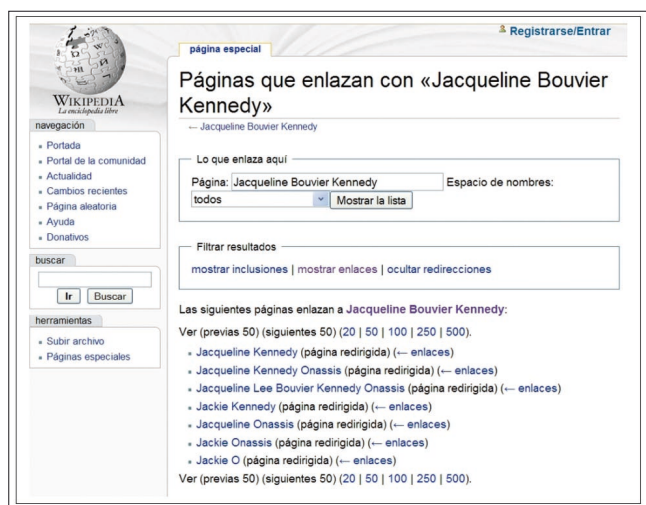 Registrarse/Entrar
página especial
Páginas que enlazan con «Jacqueline Bouvier
Kennedy»
← Jacqueline Bouvier Kennedy
WIKIPEDIA
La enciclopedia libre
navegación
Portada
Portal de la comunidad
Actualidad
Cambios recientes
Página aleatoria
Ayuda
Donativos
buscar
Ir Buscar
herramientas
Subir archivo
Páginas especiales
Lo que enlaza aquí
Página: Jacqueline Bouvier Kennedy Espacio de nombres:
todos Mostrar la lista
Filtrar resultados
mostrar inclusiones | mostrar enlaces | ocultar redirecciones
Las siguientes páginas enlazan a Jacqueline Bouvier Kennedy:
Ver (previas 50) (siguientes 50) (20 | 50 | 100 | 250 | 500).
Jacqueline Kennedy (página redirigida) (← enlaces)
Jacqueline Kennedy Onassis (página redirigida) (← enlaces)
Jacqueline Lee Bouvier Kennedy Onassis (página redirigida) (← enlaces)
Jackie Kennedy (página redirigida) (← enlaces)
Jacqueline Onassis (página redirigida) (← enlaces)
Jackie Onassis (página redirigida) (← enlaces)
Jackie O (página redirigida) (← enlaces)
Ver (previas 50) (siguientes 50) (20 | 50 | 100 | 250 | 500).